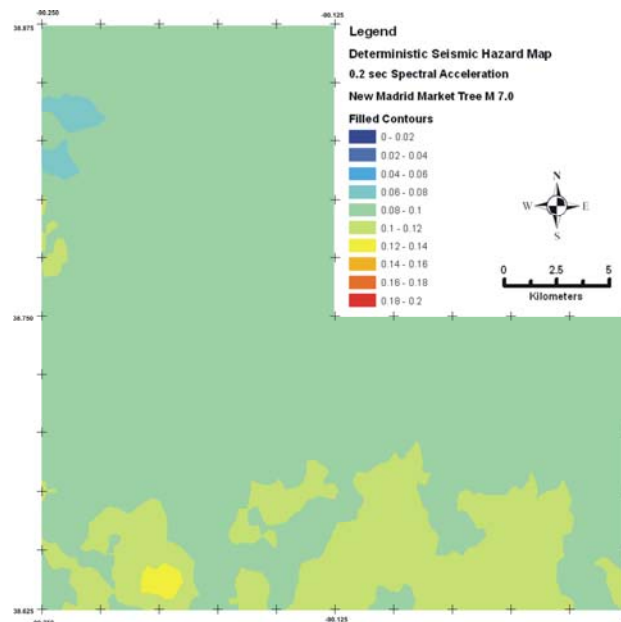 -90.250
-90.125
38.875
Legend
Deterministic Seismic Hazard Map
0.2 sec Spectral Acceleration
New Madrid Market Tree M 7.0
Filled Contours
0 - 0.02
0.02 - 0.04
0.04 - 0.06
0.06 - 0.08
0.08 - 0.1
0.1 - 0.12
0.12 - 0.14
0.14 - 0.16
0.16 - 0.18
0.18 - 0.2
N
W E
S
0 2.5 5
Kilometers
38.750
38.625
-90.125